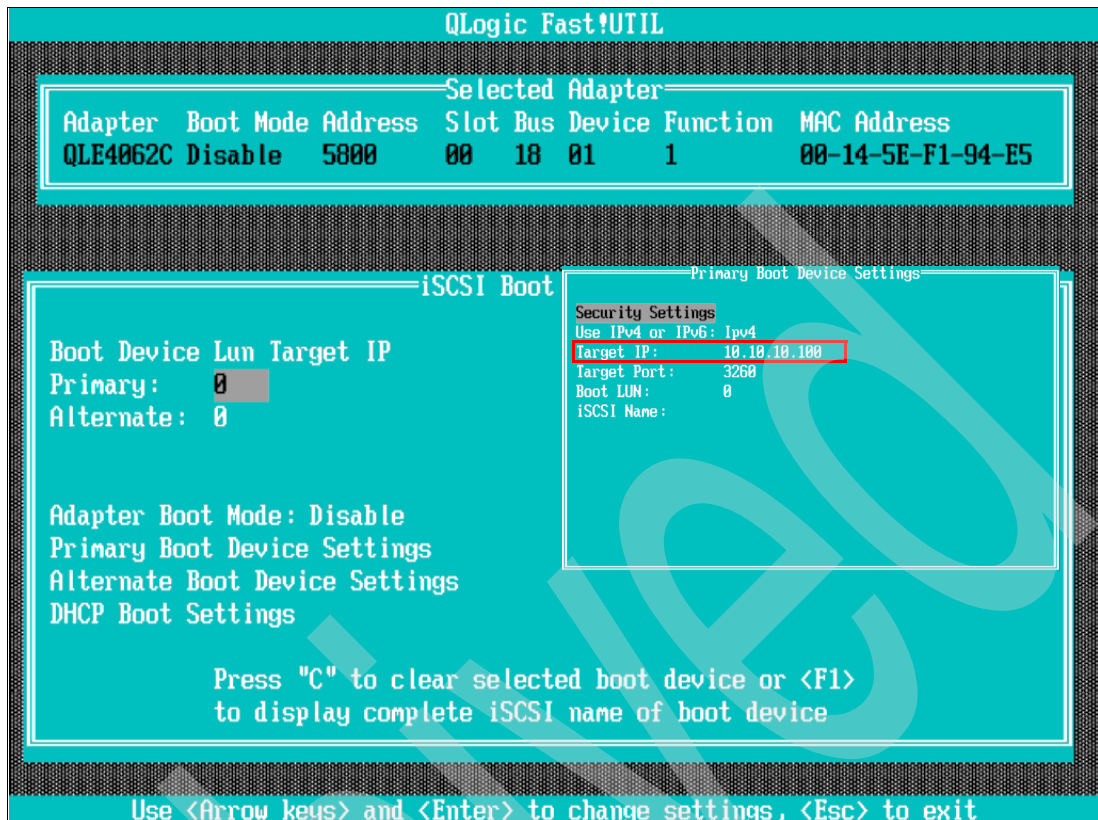 QLogic Fast!UTIL
Selected Adapter
Adapter Boot Mode Address Slot Bus Device Function MAC Address
QLE4062C Disable 5800 00 18 01 1 00-14-5E-F1-94-E5
iSCSI Boot
Boot Device Lun Target IP
Primary: 0
Alternate: 0
Adapter Boot Mode: Disable
Primary Boot Device Settings
Alternate Boot Device Settings
DHCP Boot Settings
Primary Boot Device Settings
Security Settings
Use IPv4 or IPv6: Ipv4
Target IP: 10.10.10.100
Target Port: 3260
Boot LUN: 0
iSCSI Name:
Press "C" to clear selected boot device or <F1>
to display complete iSCSI name of boot device
Use <Arrow keys> and <Enter> to change settings, <Esc> to exit